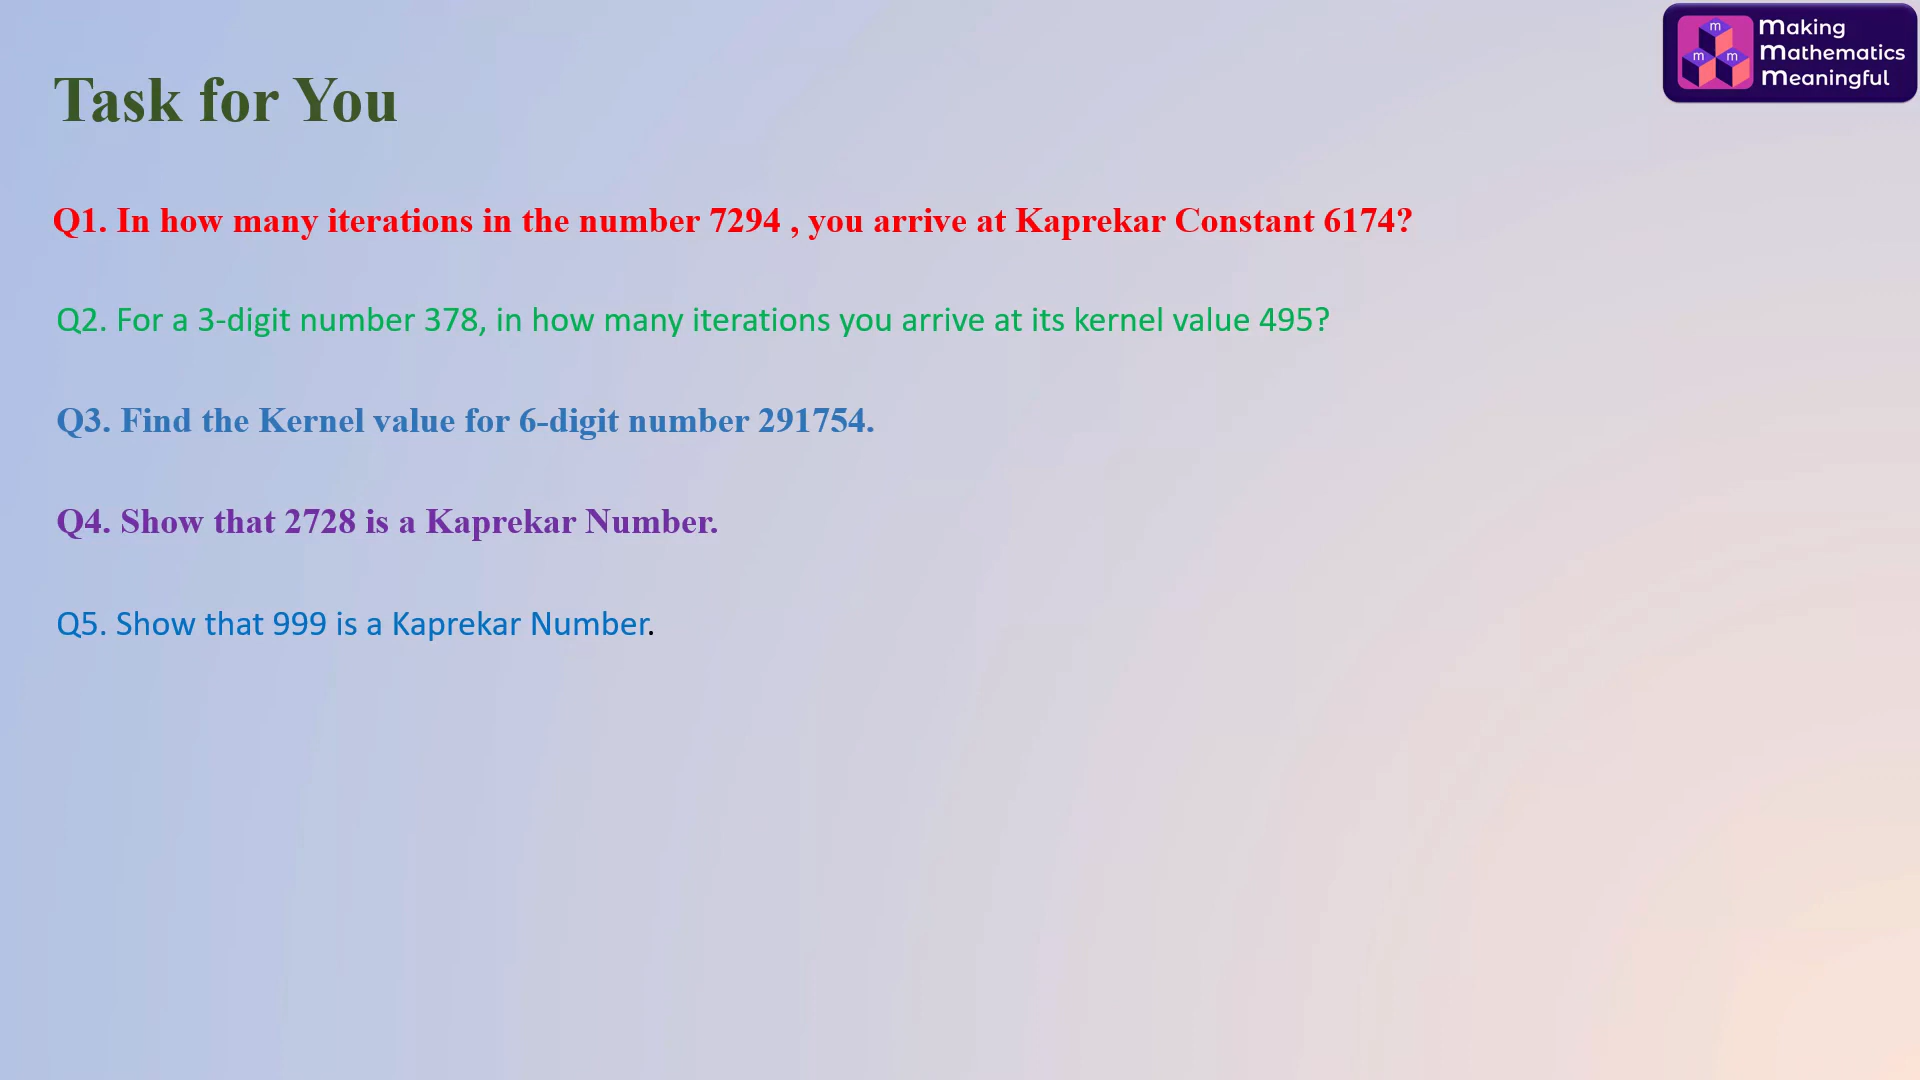 making
mathematics
meaningful
m
m m
Task for You
Q1. In how many iterations in the number 7294 , you arrive at Kaprekar Constant 6174?
Q2. For a 3-digit number 378, in how many iterations you arrive at its kernel value 495?
Q3. Find the Kernel value for 6-digit number 291754.
Q4. Show that 2728 is a Kaprekar Number.
Q5. Show that 999 is a Kaprekar Number.